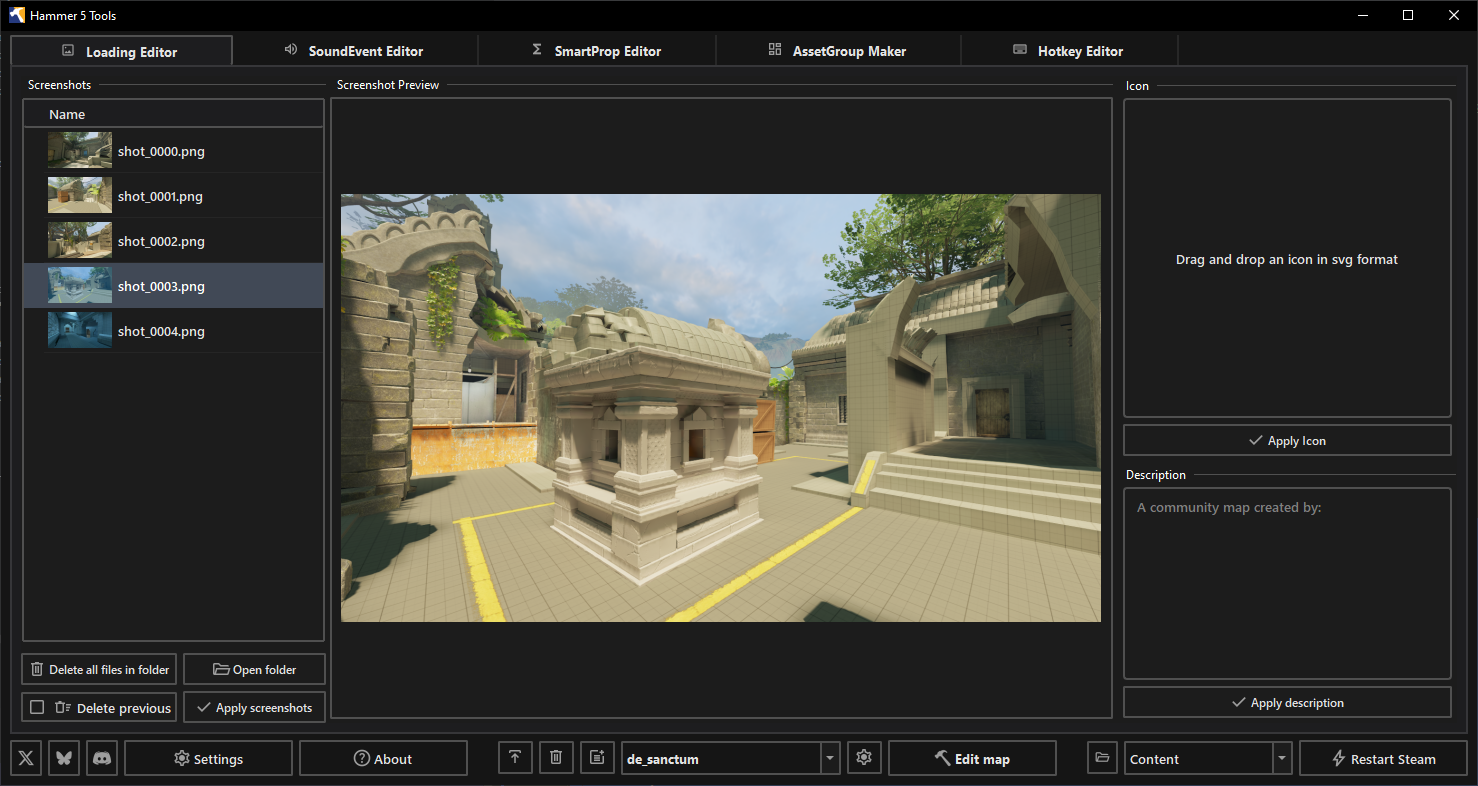 Hammer 5 Tools
Loading Editor
SoundEvent Editor
SmartProp Editor
AssetGroup Maker
Hotkey Editor
Screenshots
Name
shot_0000.png
shot_0001.png
shot_0002.png
shot_0003.png
shot_0004.png
Delete all files in folder
Open folder
Delete previous
Apply screenshots
Screenshot Preview
Icon
Drag and drop an icon in svg format
Apply Icon
Description
A community map created by:
Apply description
Settings
About
de_sanctum
Edit map
Content
Restart Steam